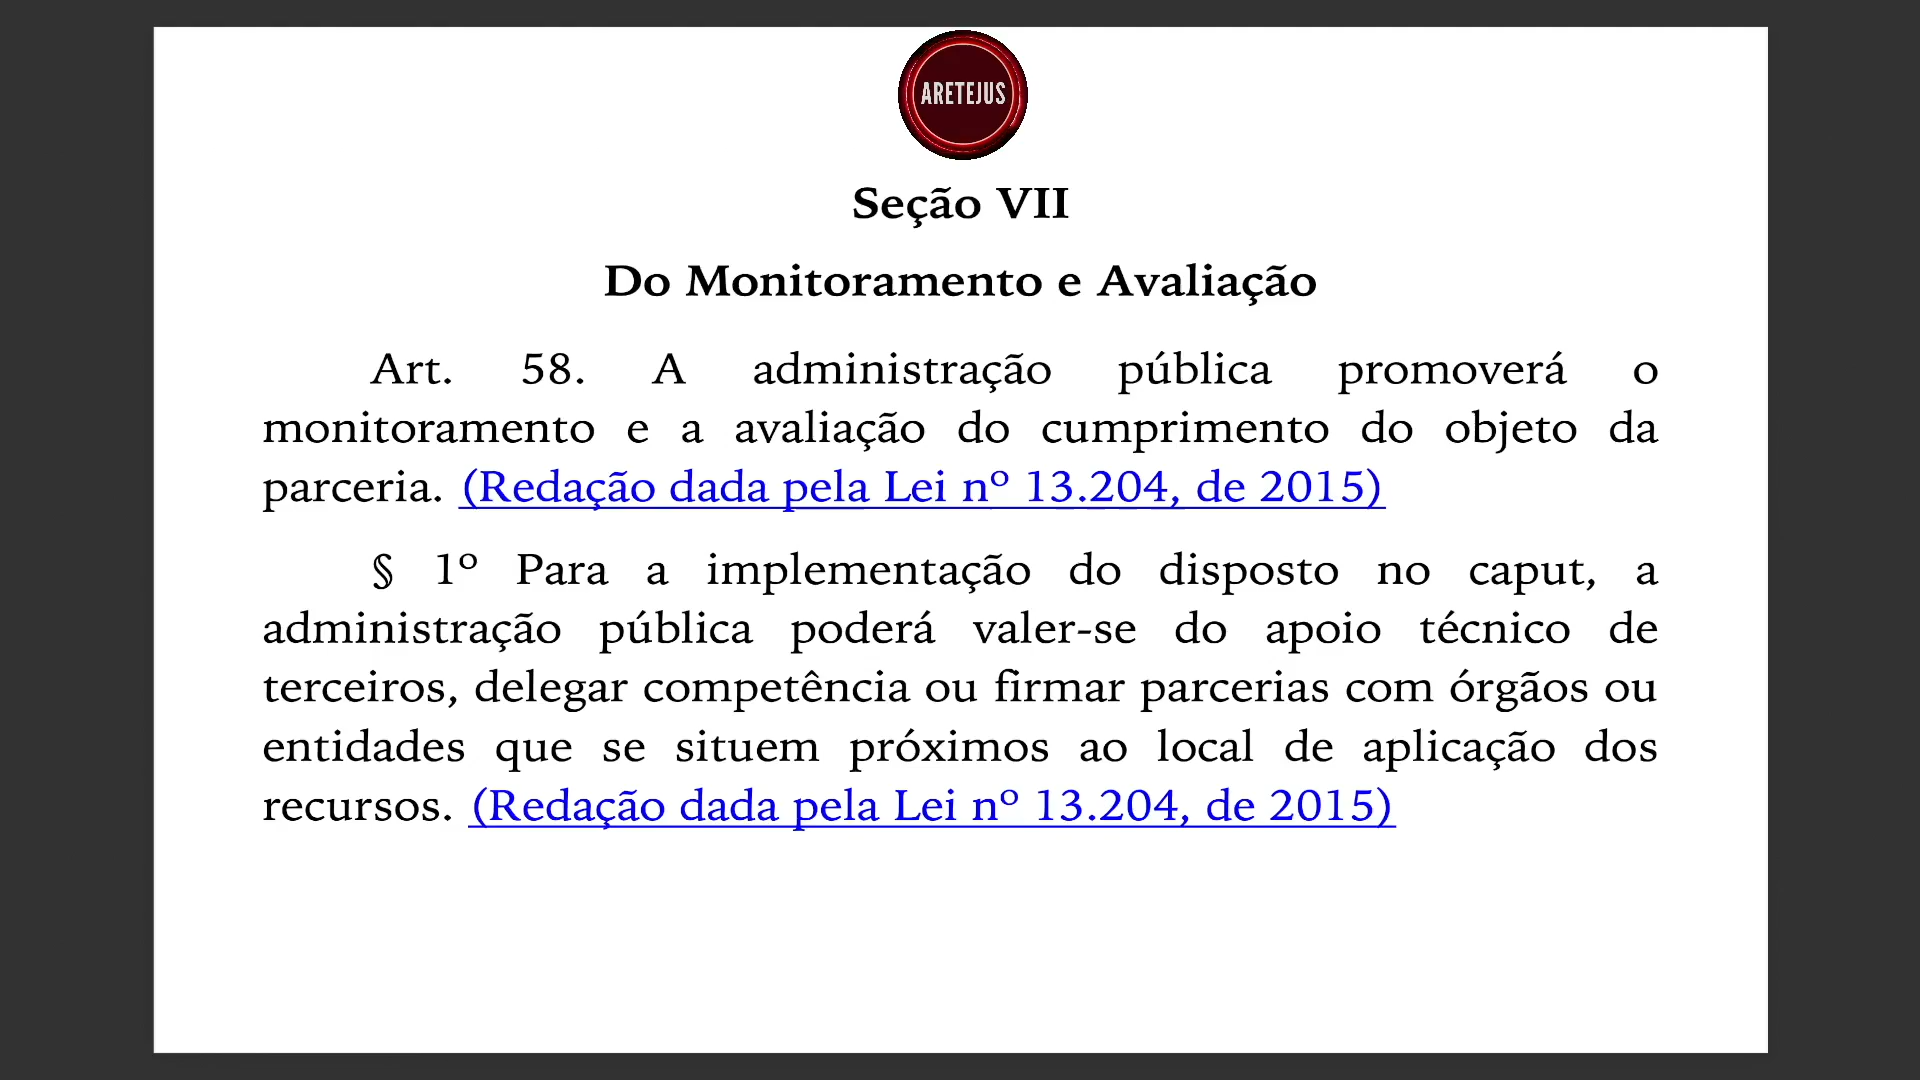 ARETEJUS
Seção VII
Do Monitoramento e Avaliação
Art. 58. A administração pública promoverá o
monitoramento e a avaliação do cumprimento do objeto da
parceria. (Redação dada pela Lei nº 13.204, de 2015)
§ 1º Para a implementação do disposto no caput, a
administração pública poderá valer-se do apoio técnico de
terceiros, delegar competência ou firmar parcerias com órgãos ou
entidades que se situem próximos ao local de aplicação dos
recursos. (Redação dada pela Lei nº 13.204, de 2015)